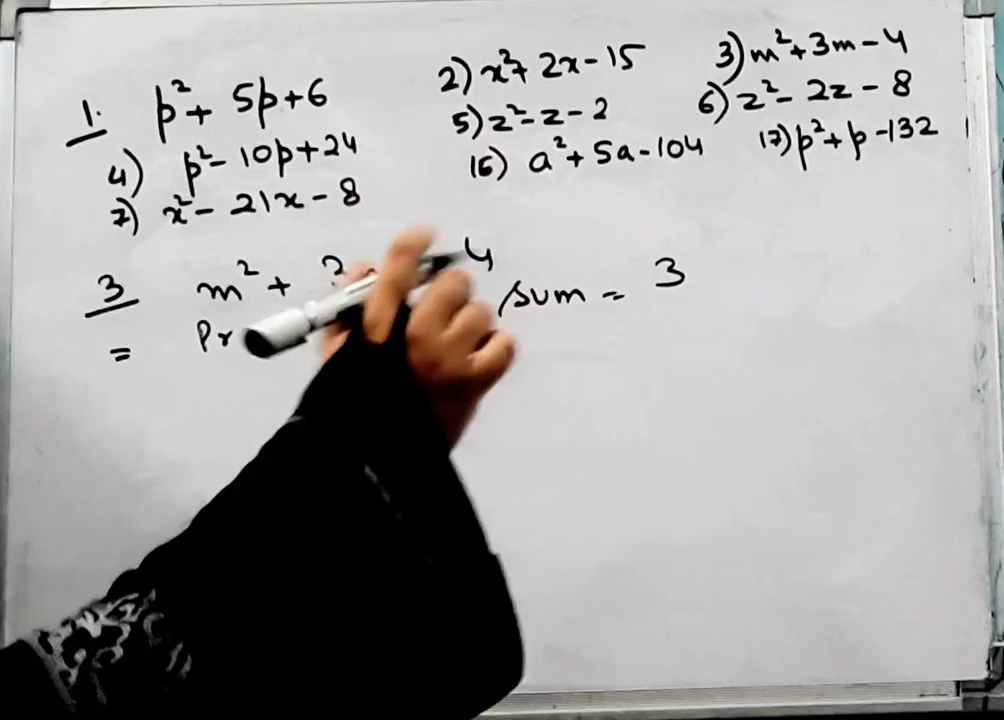 1. p² + 5p+6 2) x²+ 2x-15 3) m²+3m-4
4) p²- 10p+24 5) z²-z-2 6) z²- 2z-8
7) x²- 21x-8 16) a²+5a-104 17) p²+p-132
3 m² + 4
= Pr sum = 3